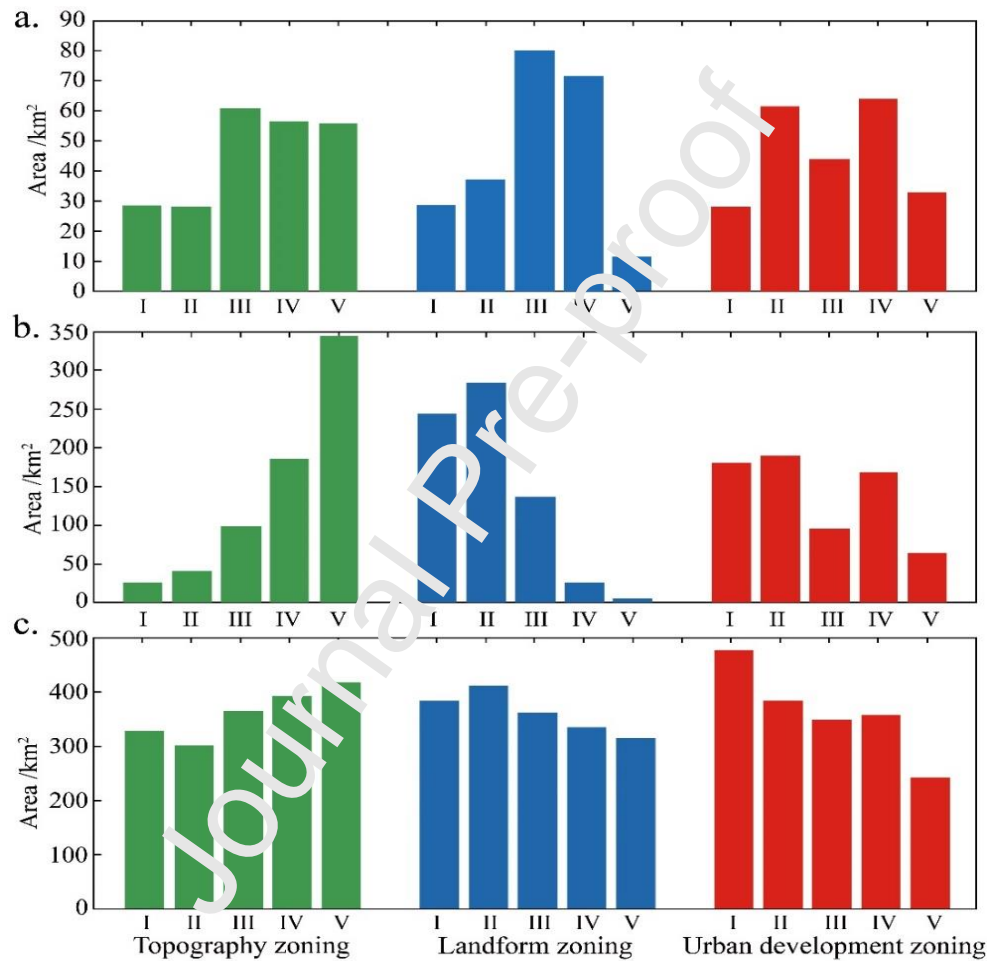 a.
Area /km²
90
80
70
60
50
40
30
20
10
0
I II III IV V I II III IV V I II III IV V
b.
Area /km²
350
300
250
200
150
100
50
0
I II III IV V I II III IV V I II III IV V
c.
Area /km²
500
400
300
200
100
0
I II III IV V I II III IV V I II III IV V
Topography zoning Landform zoning Urban development zoning
Journal Pre-proof